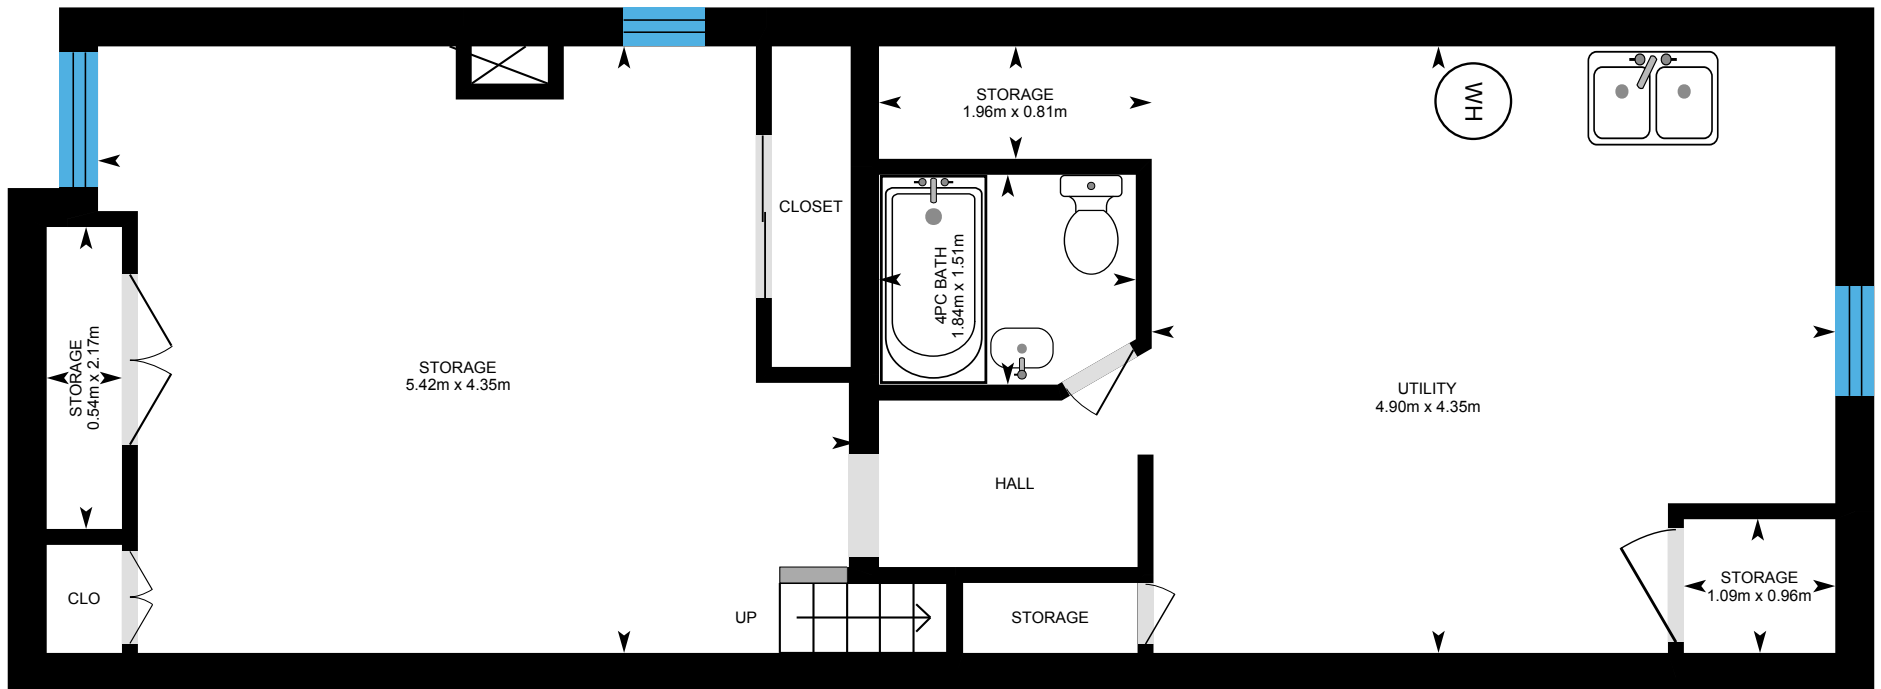 STORAGE
1.96m x 0.81m
WH
CLOSET
4PC BATH
1.84m x 1.51m
STORAGE
0.54m x 2.17m
STORAGE
5.42m x 4.35m
UTILITY
4.90m x 4.35m
HALL
STORAGE
1.09m x 0.96m
CLO
UP
STORAGE